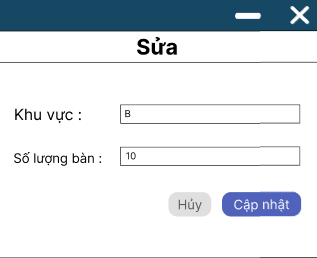 Sửa
Khu vực : B
Số lượng bàn : 10
Hủy Cập nhật